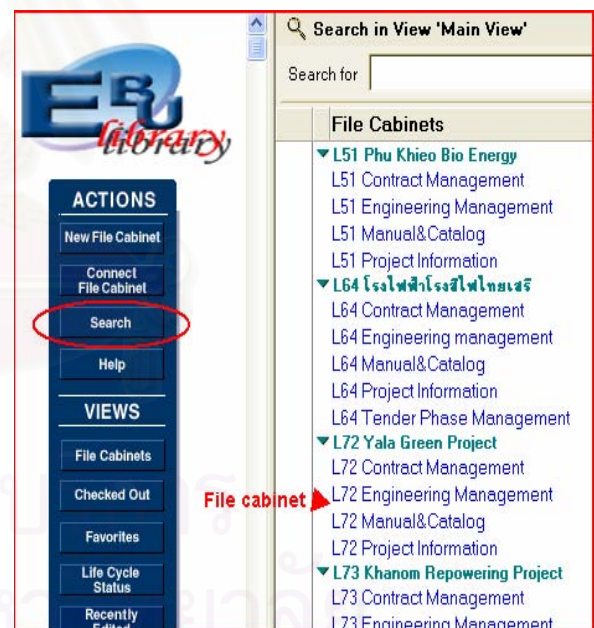 EBU
library
ACTIONS
New File Cabinet
Connect
File Cabinet
Search
Help
VIEWS
File Cabinets
Checked Out
Favorites
Life Cycle
Status
Recently
Edited
Search in View 'Main View'
Search for
File Cabinets
L51 Phu Khieo Bio Energy
L51 Contract Management
L51 Engineering Management
L51 Manual&Catalog
L51 Project Information
L64 โรงไฟฟ้าโรงสีไฟไทยเสรี
L64 Contract Management
L64 Engineering management
L64 Manual&Catalog
L64 Project Information
L64 Tender Phase Management
L72 Yala Green Project
L72 Contract Management
File cabinet
L72 Engineering Management
L72 Manual&Catalog
L72 Project Information
L73 Khanom Repowering Project
L73 Contract Management
L73 Engineering Management